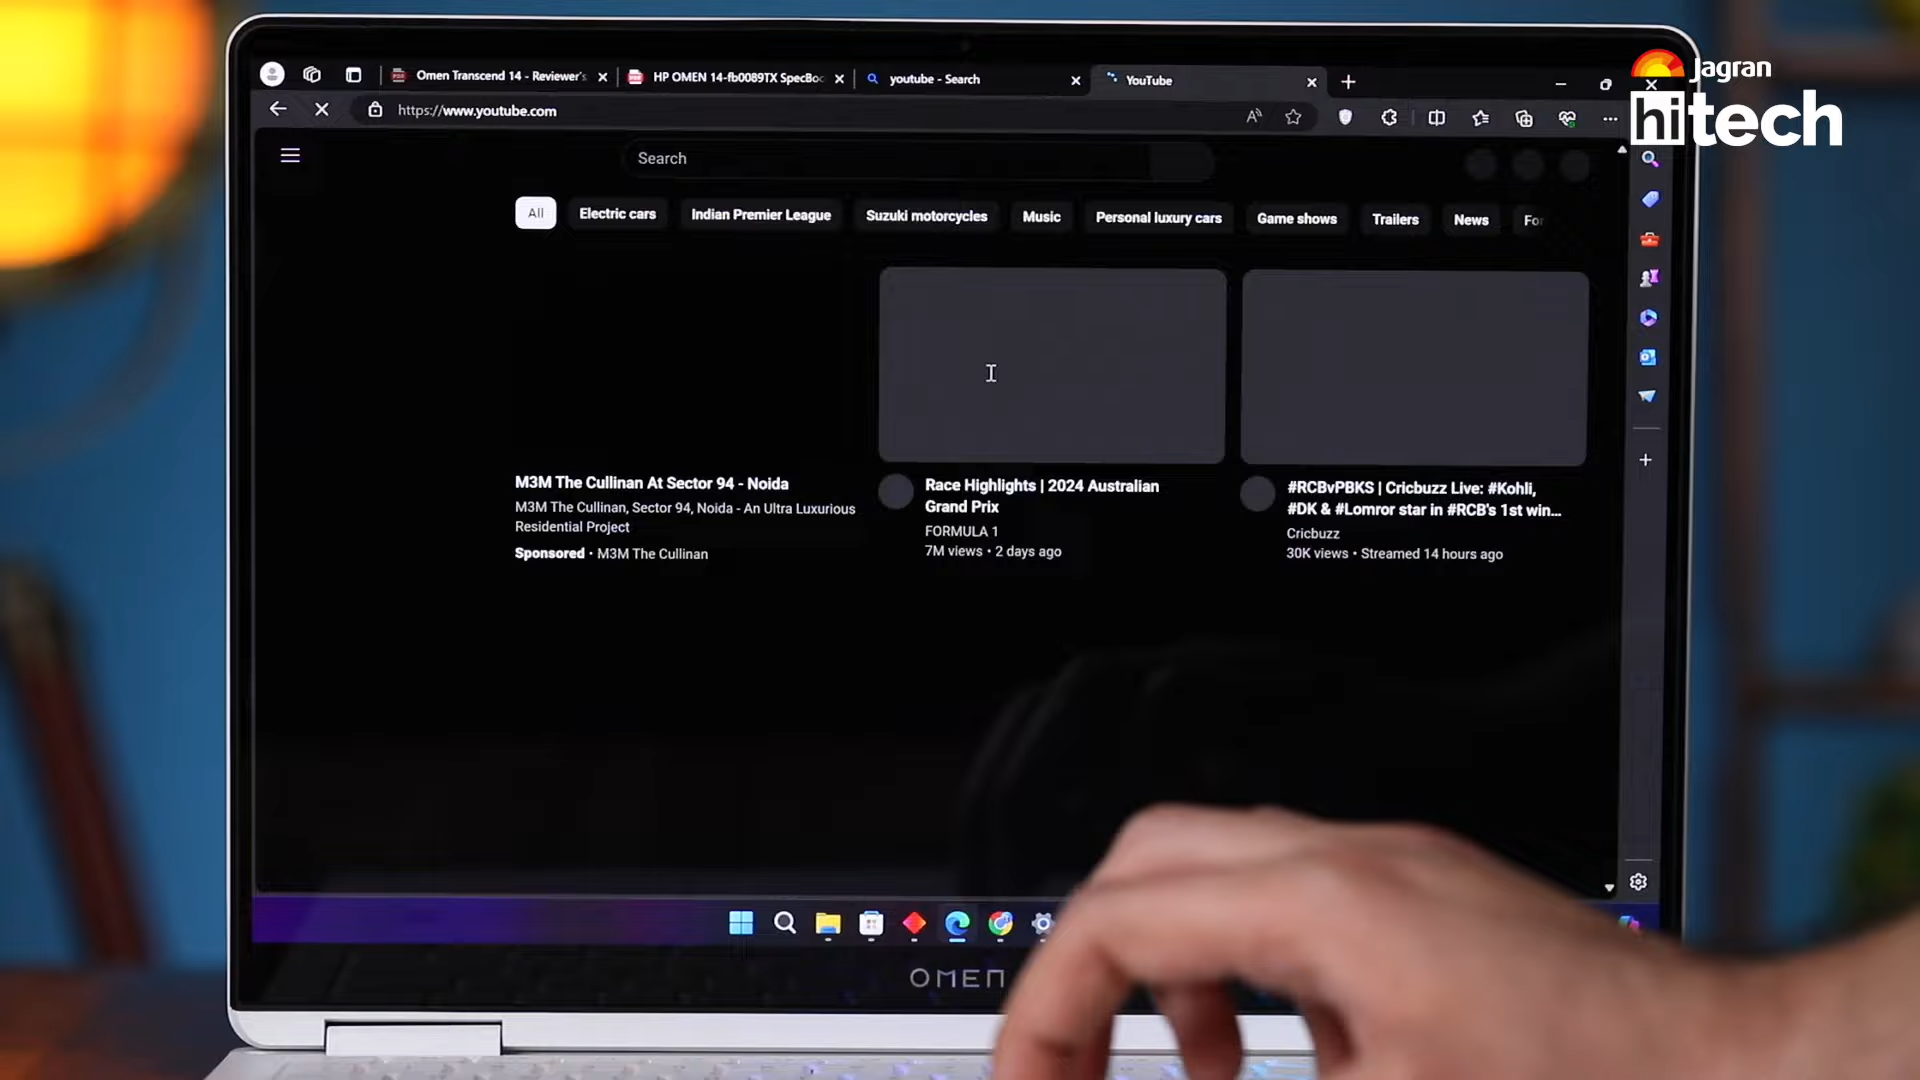 Jagran
hitech
Omen Transcend 14 - Reviewer's
HP OMEN 14-fb0089TX SpecBoo
youtube - Search
YouTube
https://www.youtube.com
Search
All
Electric cars
Indian Premier League
Suzuki motorcycles
Music
Personal luxury cars
Game shows
Trailers
News
For
M3M The Cullinan At Sector 94 - Noida
M3M The Cullinan, Sector 94, Noida - An Ultra Luxurious
Residential Project
Sponsored • M3M The Cullinan
Race Highlights | 2024 Australian
Grand Prix
FORMULA 1
7M views • 2 days ago
#RCBvPBKS | Cricbuzz Live: #Kohli,
#DK & #Lomror star in #RCB's 1st win...
Cricbuzz
30K views • Streamed 14 hours ago
OMEN